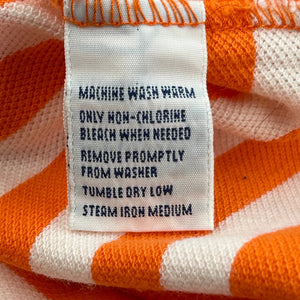 MACHINE WASH WARM
ONLY NON-CHLORINE
BLEACH WHEN NEEDED
REMOVE PROMPTLY
FROM WASHER
TUMBLE DRY LOW
STEAM IRON MEDIUM